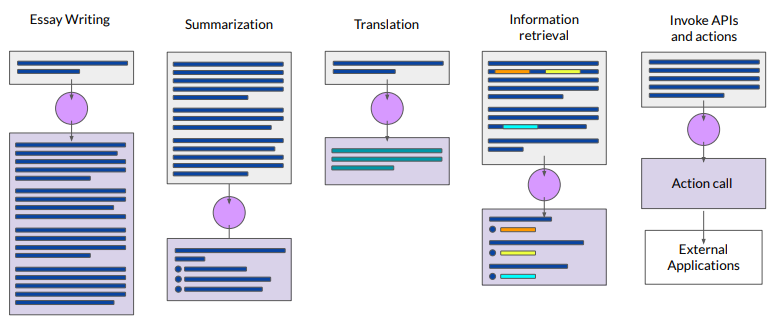 Essay Writing
Summarization
Translation
Information
retrieval
Invoke APIs
and actions
Action call
External
Applications